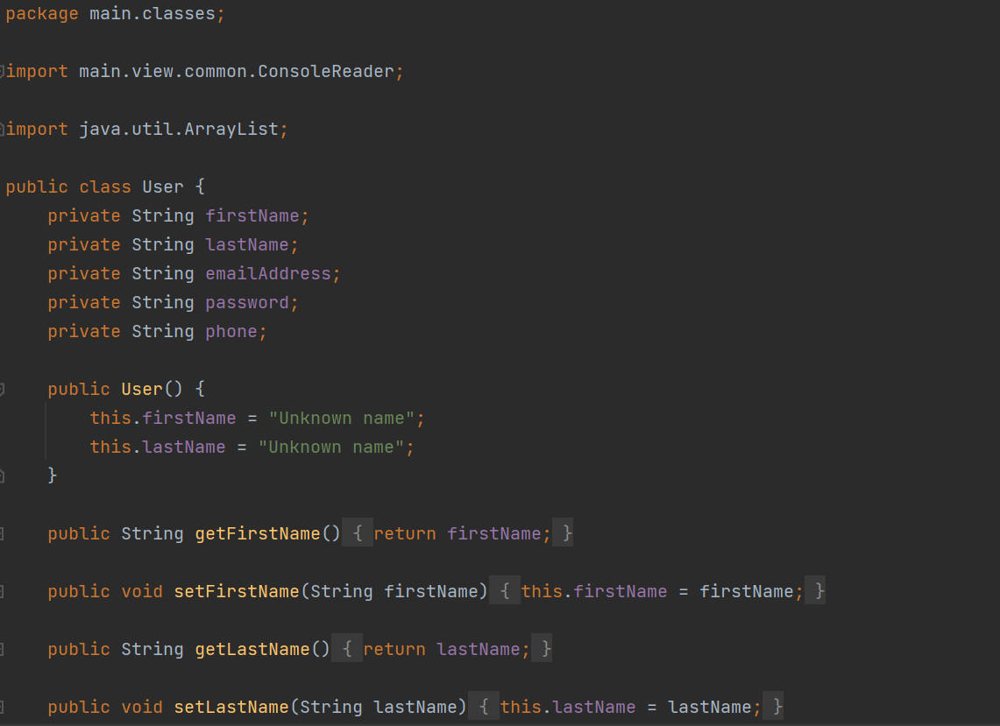 package main.classes;
import main.view.common.ConsoleReader;
import java.util.ArrayList;
public class User {
    private String firstName;
    private String lastName;
    private String emailAddress;
    private String password;
    private String phone;
    public User() {
        this.firstName = "Unknown name";
        this.lastName = "Unknown name";
    }
    public String getFirstName() { return firstName; }
    public void setFirstName(String firstName) { this.firstName = firstName; }
    public String getLastName() { return lastName; }
    public void setLastName(String lastName) { this.lastName = lastName; }